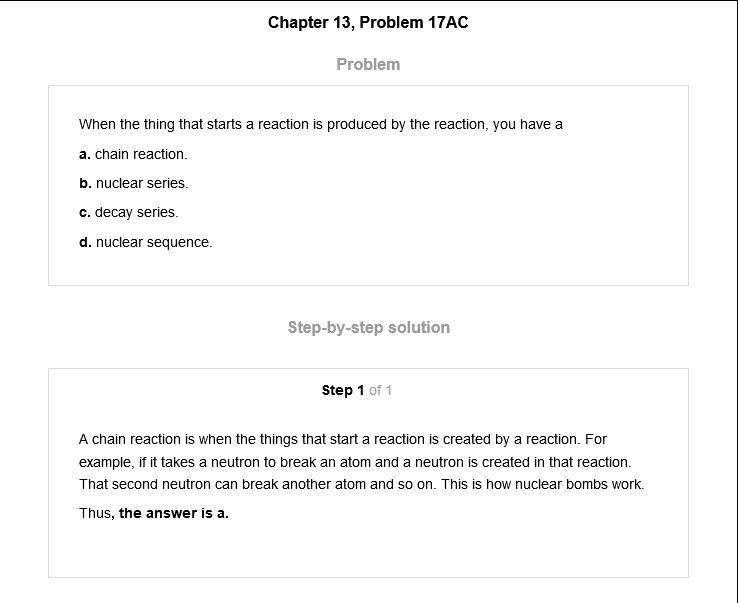 Chapter 13, Problem 17AC
Problem
When the thing that starts a reaction is produced by the reaction, you have a
a. chain reaction.
b. nuclear series.
c. decay series.
d. nuclear sequence.
Step-by-step solution
Step 1 of 1
A chain reaction is when the things that start a reaction is created by a reaction. For
example, if it takes a neutron to break an atom and a neutron is created in that reaction.
That second neutron can break another atom and so on. This is how nuclear bombs work.
Thus, the answer is a.